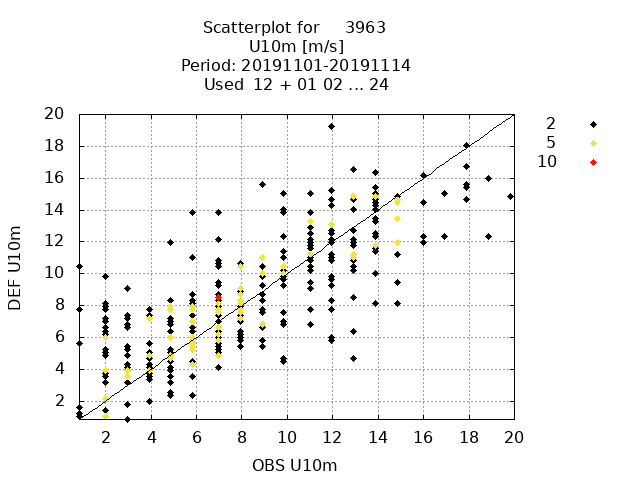 Scatterplot for 3963
U10m [m/s]
Period: 20191101-20191114
Used 12 + 01 02 ... 24
20
18
16
14
12
10
8
6
4
2
DEF U10m
2 4 6 8 10 12 14 16 18 20
OBS U10m
2
5
10